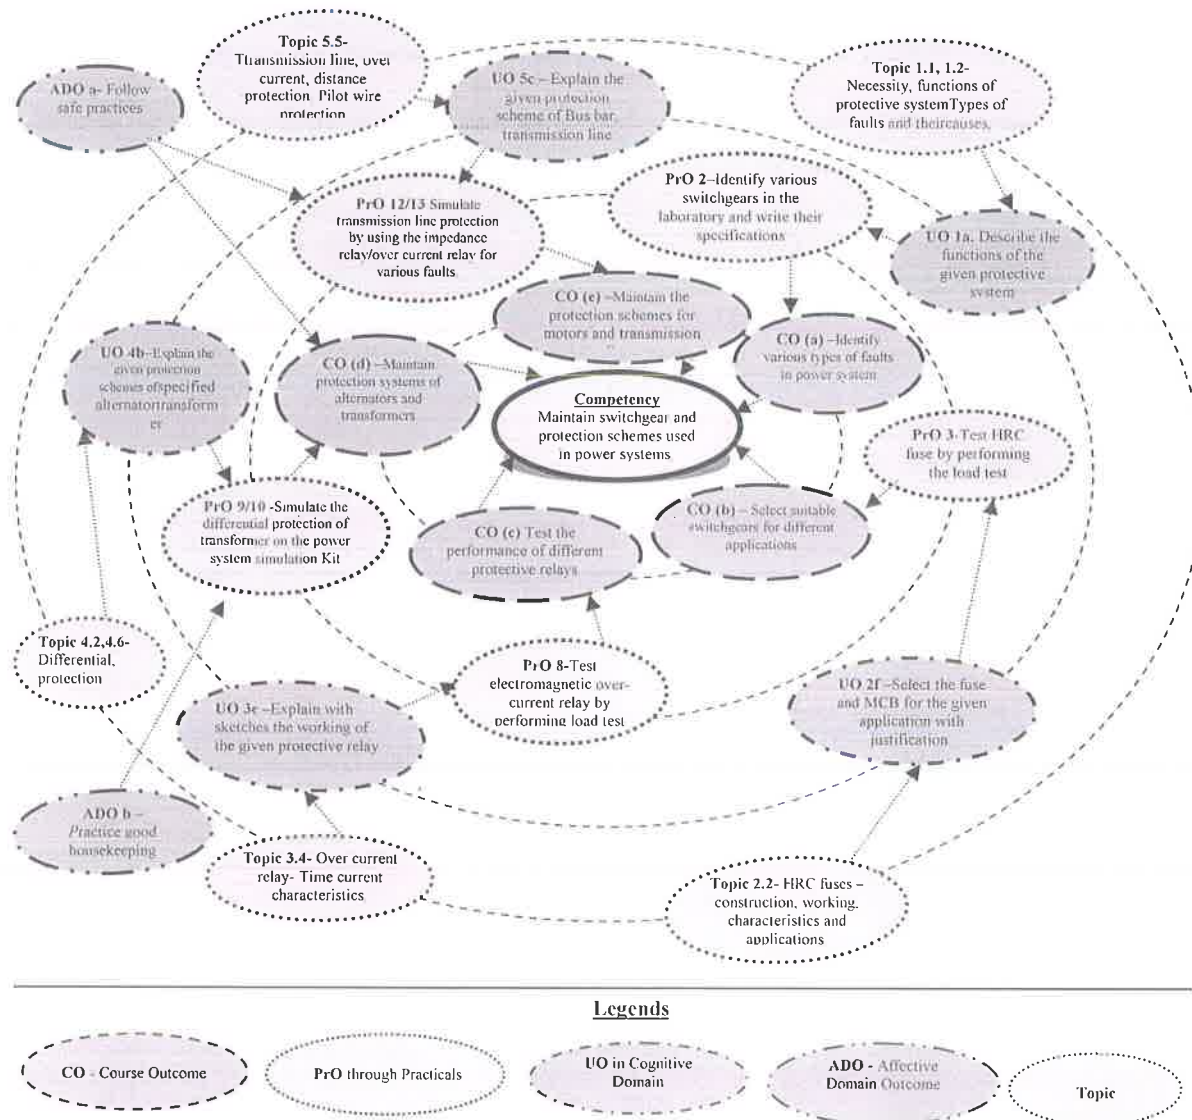 Topic 5.5-
Ttransmission line, over
current, distance
protection Pilot wire
protection
ADO a- Follow
safe practices
UO 5c – Explain the
given protection
scheme of Bus bar,
transmission line
Topic 1.1, 1.2-
Necessity, functions of
protective systemTypes of
faults and theircauses.
PrO 12/13 Simulate
transmission line protection
by using the impedance
relay/over current relay for
various faults
PrO 2–Identify various
switchgears in the
laboratory and write their
specifications
UO 1a. Describe the
functions of the
given protective
system
CO (e) –Maintain the
protection schemes for
motors and transmission
CO (a) –Identify
various types of faults
in power system
UO 4b–Explain the
given protection
schemes ofspecified
alternatortransform
er
CO (d) –Maintain
protection systems of
alternators and
transformers
Competency
Maintain switchgear and
protection schemes used
in power systems
PrO 3-Test HRC
fuse by performing
the load test
PrO 9/10 -Simulate the
differential protection of
transformer on the power
system simulation Kit
CO (c) Test the
performance of different
protective relays
CO (b) – Select suitable
switchgears for different
applications
Topic 4.2,4.6-
Differential,
protection
PrO 8-Test
electromagnetic over-
current relay by
performing load test
UO 3e –Explain with
sketches the working of
the given protective relay
UO 2f –Select the fuse
and MCB for the given
application with
justification
ADO b –
Practice good
housekeeping
Topic 3.4- Over current
relay- Time current
characteristics
Topic 2.2- HRC fuses –
construction, working,
characteristics and
applications
Legends
CO - Course Outcome
PrO through Practicals
UO in Cognitive
Domain
ADO - Affective
Domain Outcome
Topic